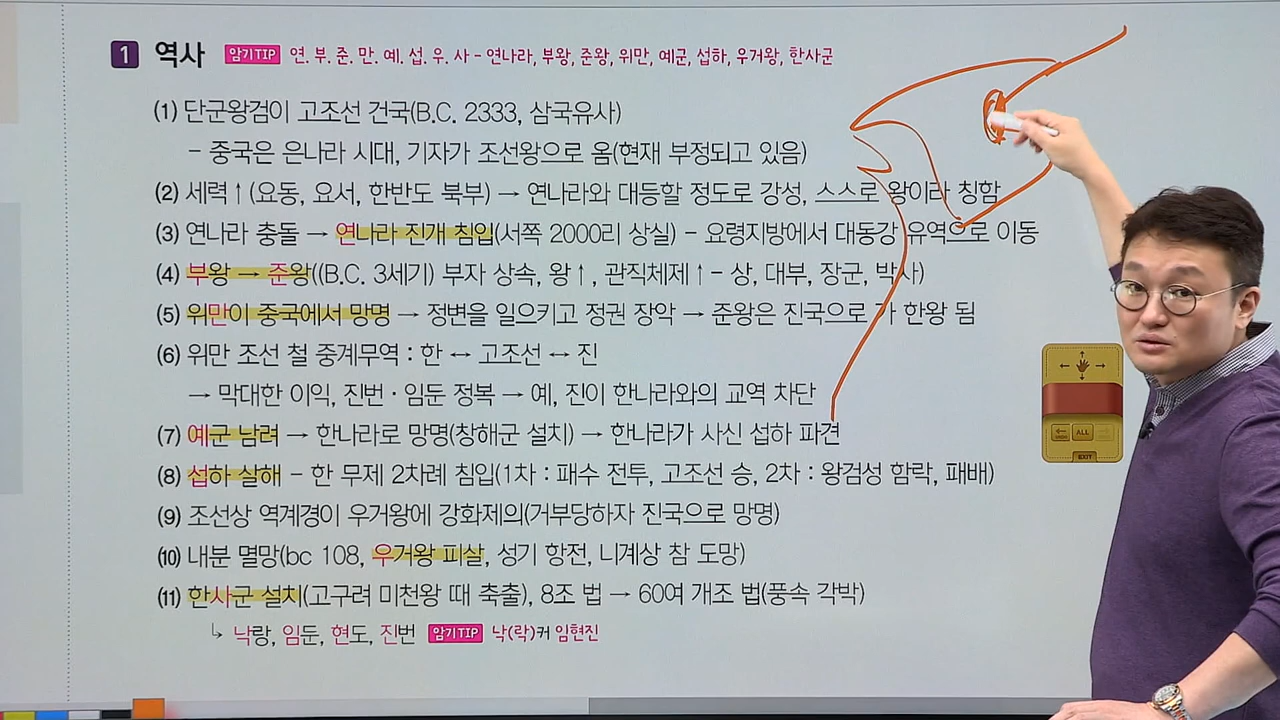 1 역사 암기TIP 연. 부. 준. 만. 예. 섭. 우. 사 - 연나라, 부왕, 준왕, 위만, 예군, 섭하, 우거왕, 한사군
(1) 단군왕검이 고조선 건국(B.C. 2333, 삼국유사)
- 중국은 은나라 시대, 기자가 조선왕으로 옴(현재 부정되고 있음)
(2) 세력↑(요동, 요서, 한반도 북부) → 연나라와 대등할 정도로 강성, 스스로 왕이라 칭함
(3) 연나라 충돌 → 연나라 진개 침입(서쪽 2000리 상실) - 요령지방에서 대동강 유역으로 이동
(4) 부왕 → 준왕((B.C. 3세기) 부자 상속, 왕↑, 관직체제↑- 상, 대부, 장군, 박사)
(5) 위만이 중국에서 망명 → 정변을 일으키고 정권 장악 → 준왕은 진국으로 가 한왕 됨
(6) 위만 조선 철 중계무역 : 한 ↔ 고조선 ↔ 진
→ 막대한 이익, 진번·임둔 정복 → 예, 진이 한나라와의 교역 차단
(7) 예군 남려 → 한나라로 망명(창해군 설치) → 한나라가 사신 섭하 파견
(8) 섭하 살해 - 한 무제 2차례 침입(1차 : 패수 전투, 고조선 승, 2차 : 왕검성 함락, 패배)
(9) 조선상 역계경이 우거왕에 강화제의(거부당하자 진국으로 망명)
(10) 내분 멸망(bc 108, 우거왕 피살, 성기 항전, 니계상 참 도망)
(11) 한사군 설치(고구려 미천왕 때 축출), 8조 법 → 60여 개조 법(풍속 각박)
↳ 낙랑, 임둔, 현도, 진번 암기TIP 낙(락)커 임현진
ALL
EXIT